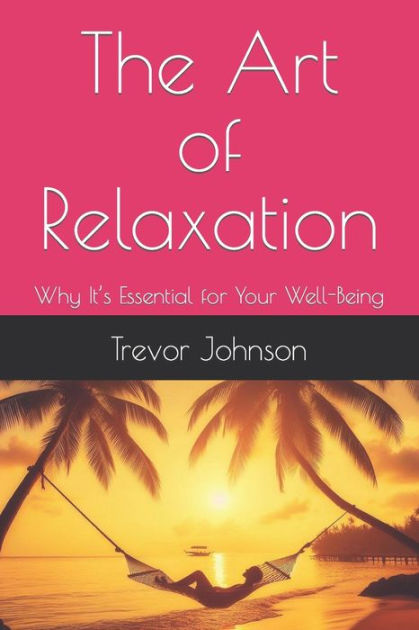 The Art
of
Relaxation
Why It's Essential for Your Well-Being
Trevor Johnson